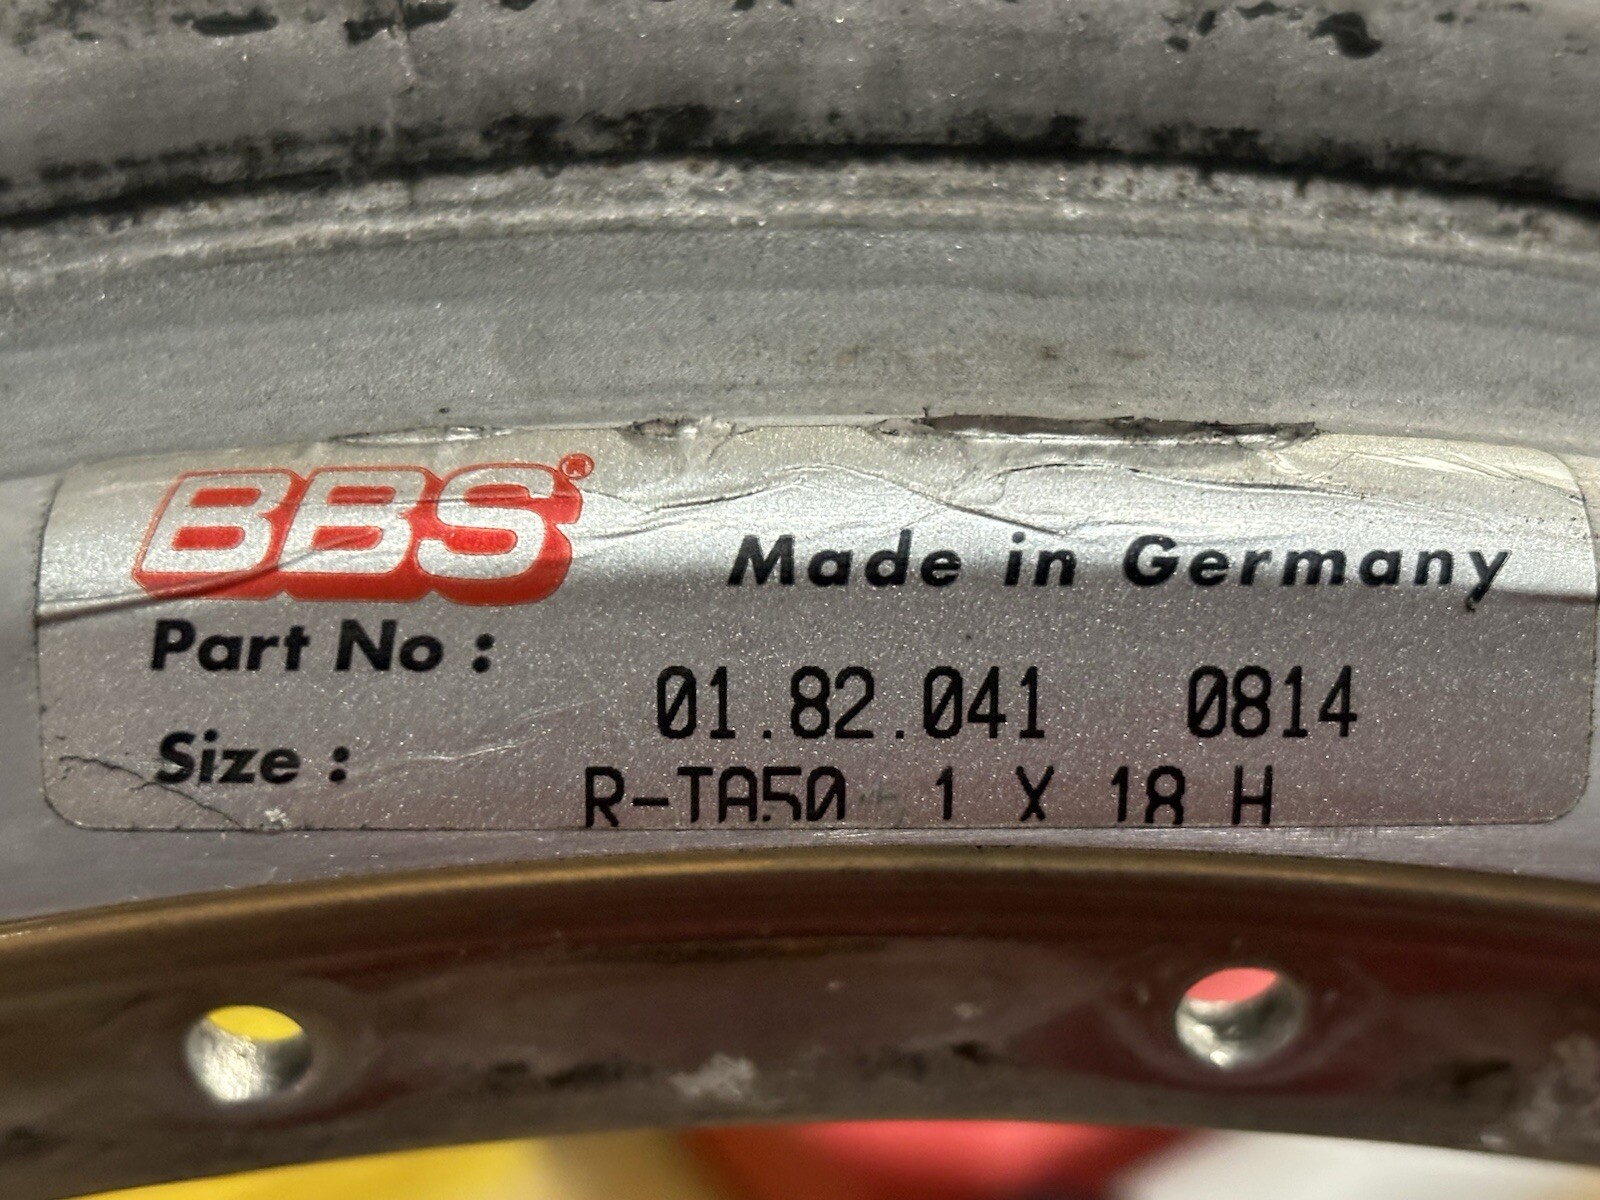 BBS®
Made in Germany
Part No :
01.82.041 0814
Size :
R-TA50 1 X 18 H